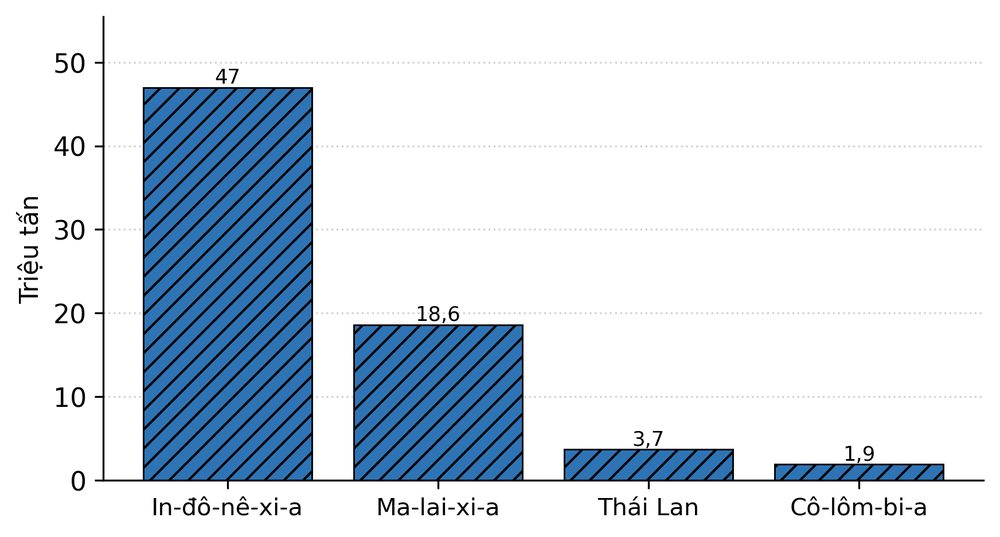 Triệu tấn
50
40
30
20
10
0
47
18,6
3,7
1,9
In-đô-nê-xi-a
Ma-lai-xi-a
Thái Lan
Cô-lôm-bi-a